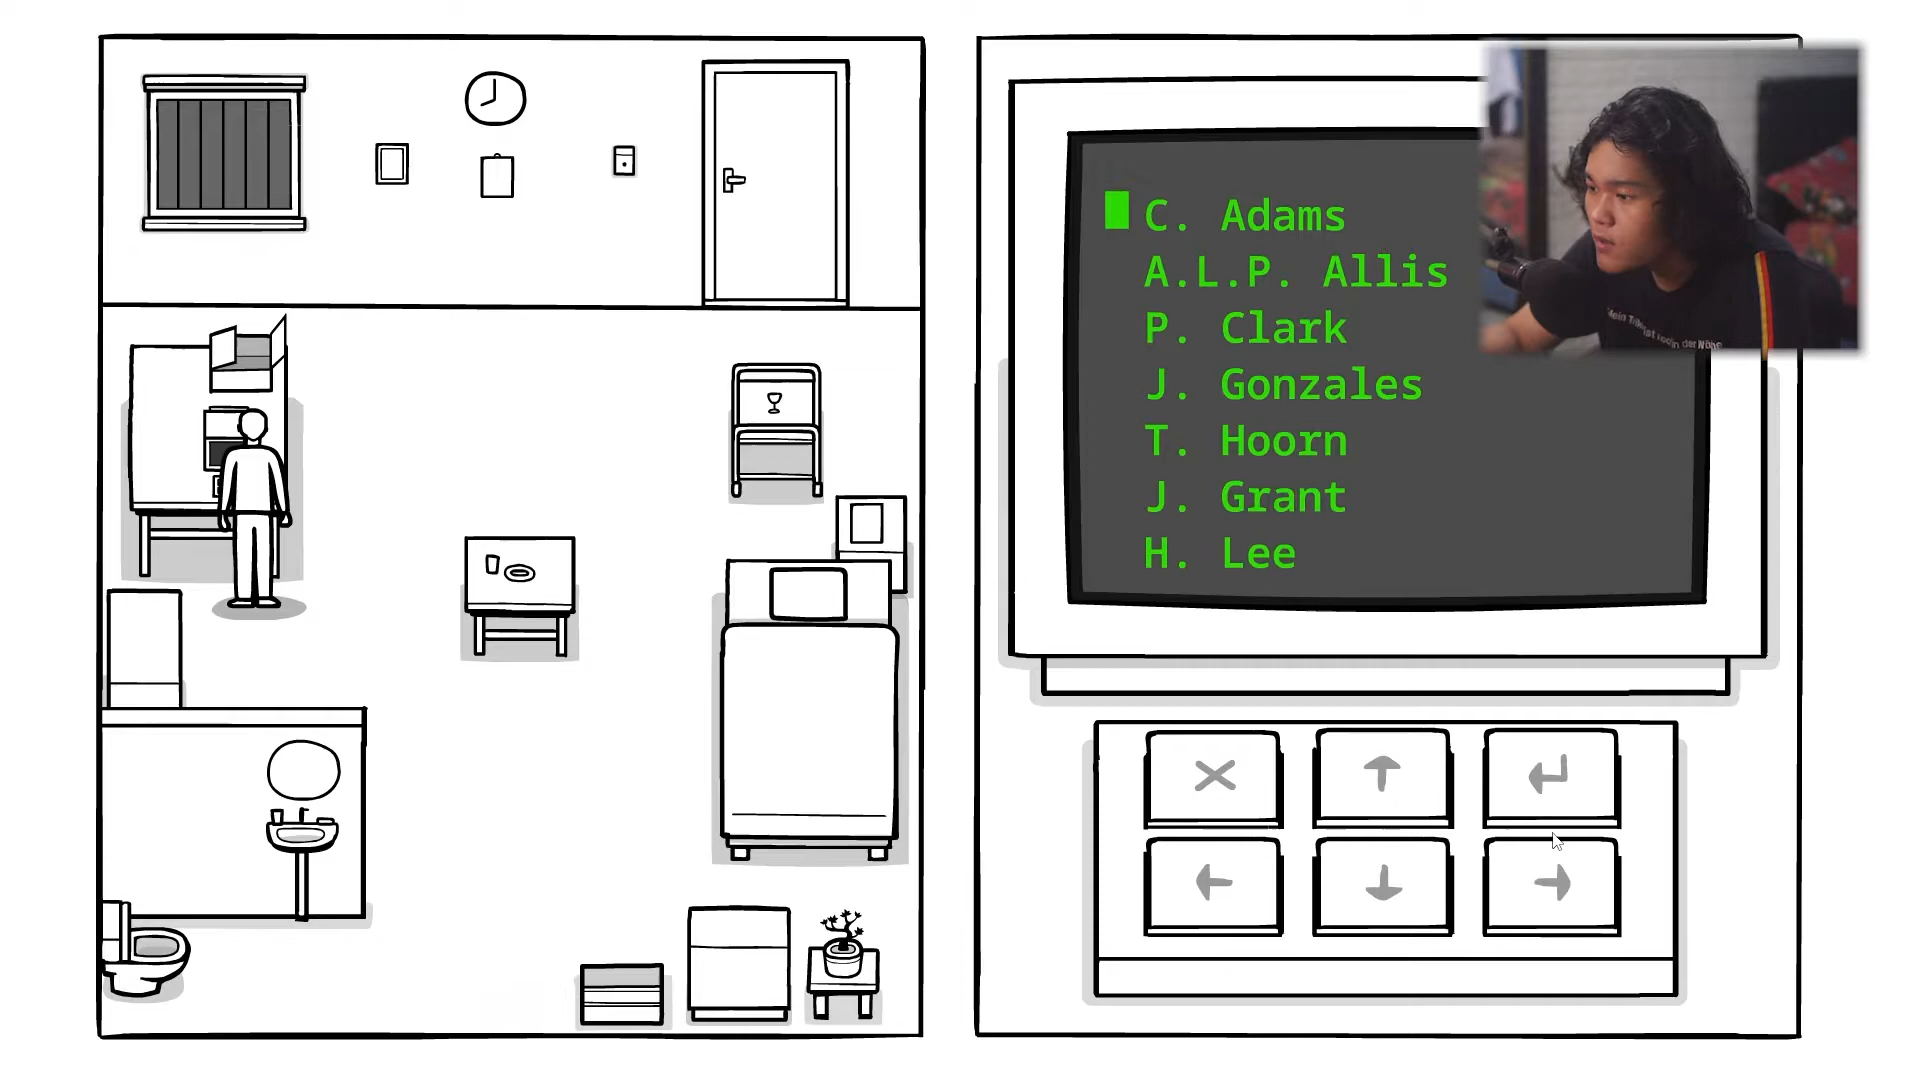 C. Adams
A.L.P. Allis
P. Clark
J. Gonzales
T. Hoorn
J. Grant
H. Lee